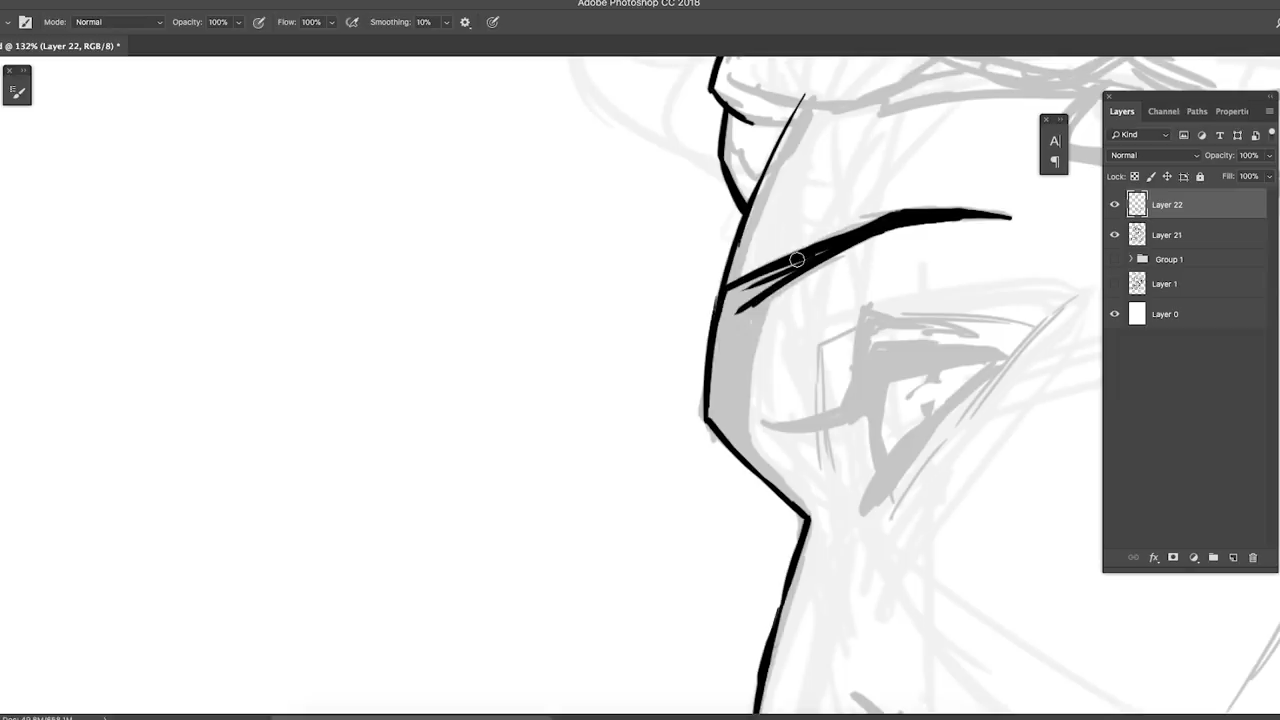 Adobe Photoshop CC 2018
Mode: Normal Opacity: 100% Flow: 100% Smoothing: 10%
@ 132% (Layer 22, RGB/8) *
Layers Channel Paths Properti
Kind
Normal Opacity: 100%
Lock: Fill: 100%
Layer 22
Layer 21
Group 1
Layer 1
Layer 0
A
fx